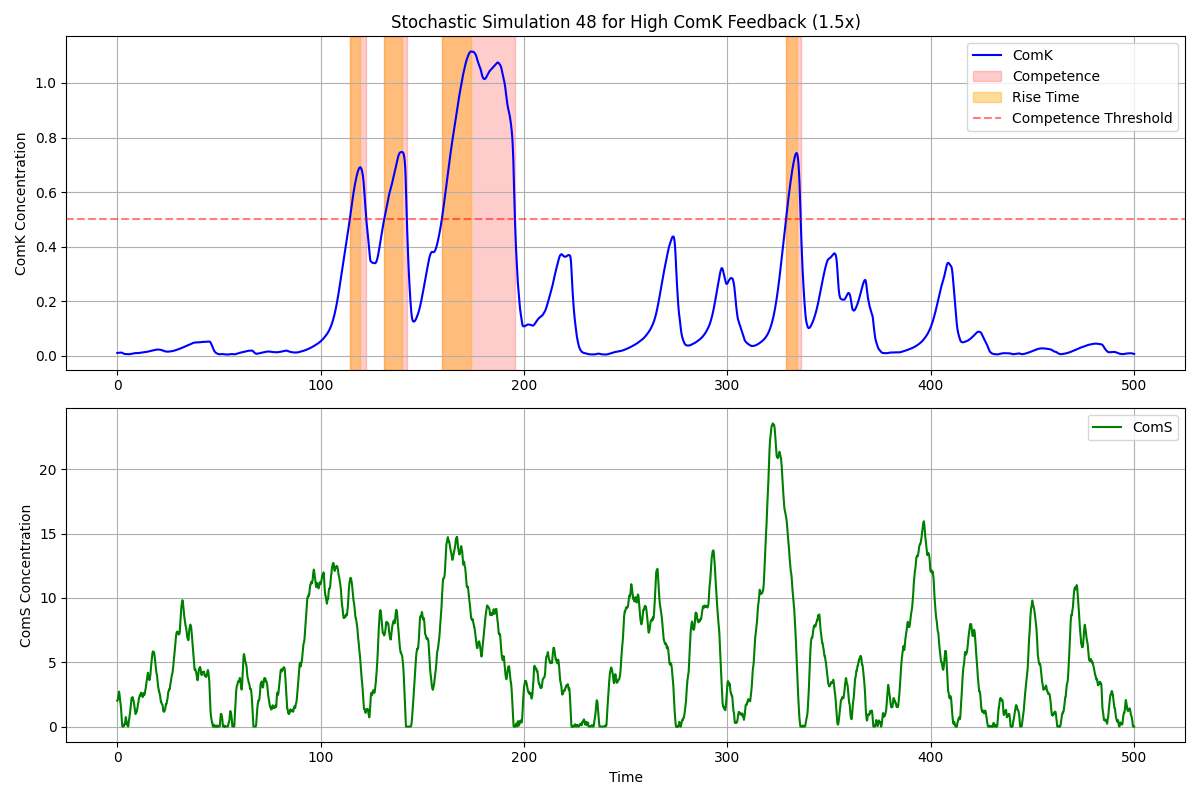 Stochastic Simulation 48 for High ComK Feedback (1.5x)
ComK Concentration
1.0
0.8
0.6
0.4
0.2
0.0
ComK
Competence
Rise Time
Competence Threshold
0 100 200 300 400 500
ComS Concentration
20
15
10
5
0
ComS
0 100 200 300 400 500
Time